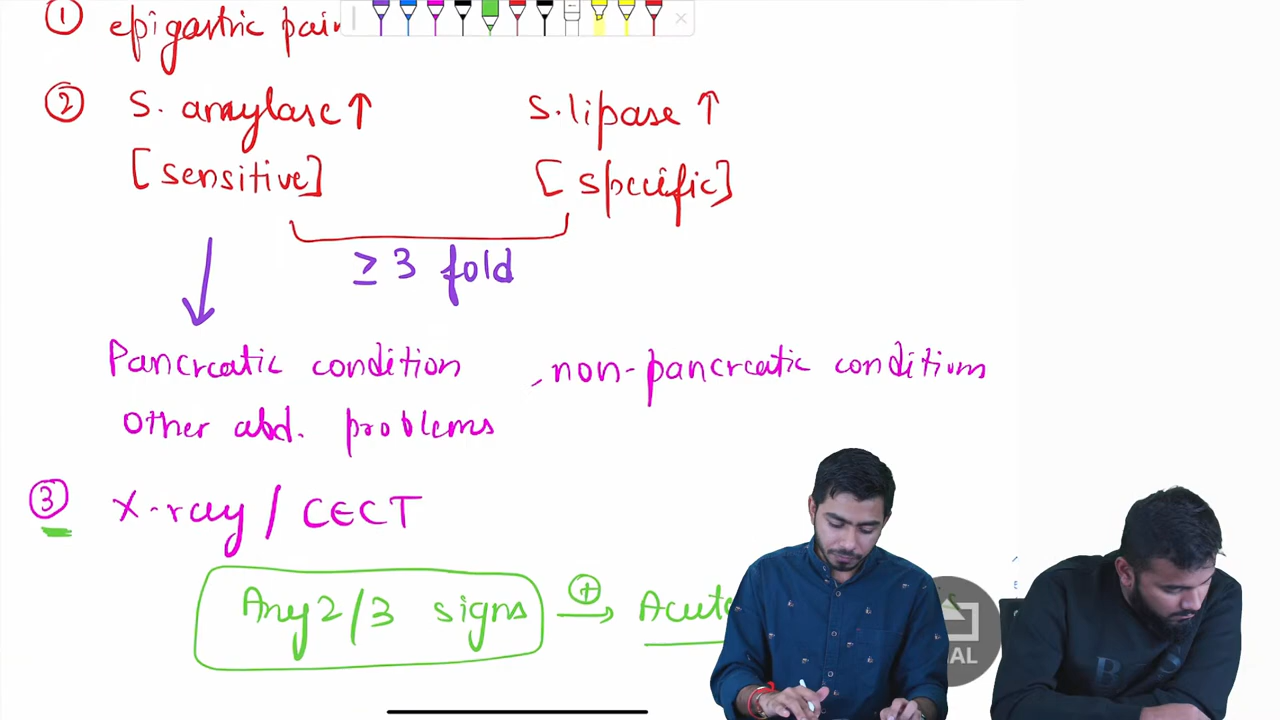 ① epigastric pain
② S. amylase ↑ S. lipase ↑
[sensitive] [specific]
≥ 3 fold
Pancreatic condition , non-pancreatic conditions
Other abd. problems
③ X-ray / CECT
Any 2/3 signs ⊕ → Acute